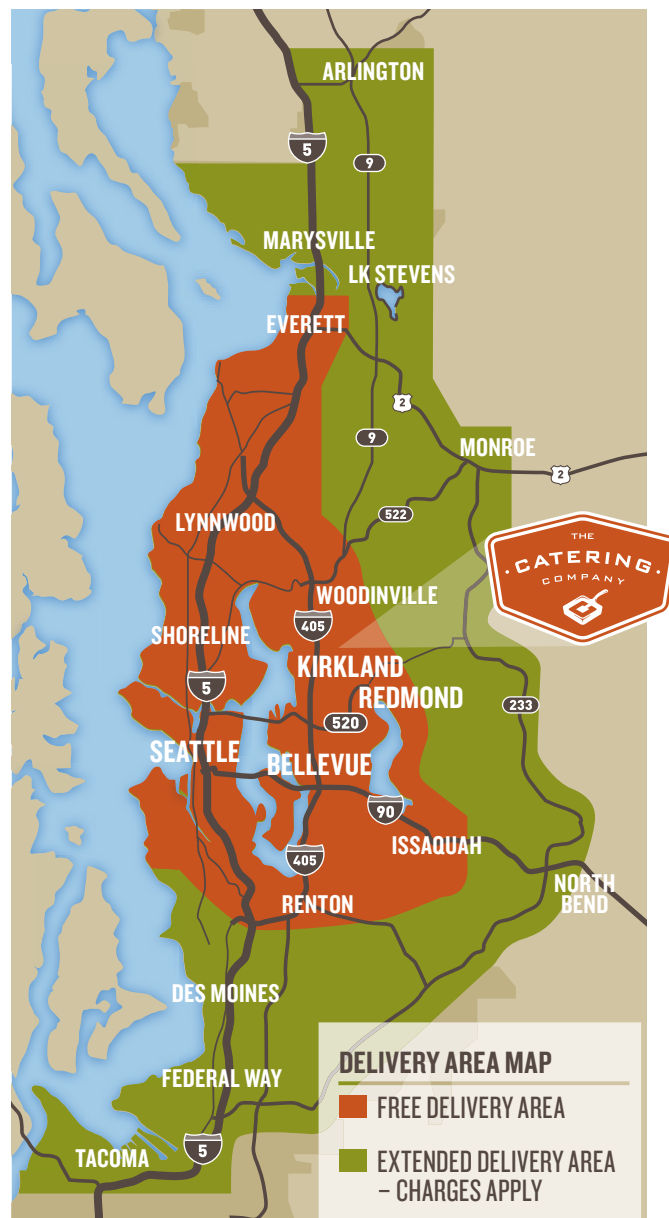 ARLINGTON
5
9
MARYSVILLE
LK STEVENS
EVERETT
2
9
MONROE
2
522
LYNNWOOD
THE
CATERING
COMPANY
WOODINVILLE
405
SHORELINE
KIRKLAND
5
REDMOND
233
520
SEATTLE
BELLEVUE
90
ISSAQUAH
405
NORTH
BEND
RENTON
DES MOINES
DELIVERY AREA MAP
FEDERAL WAY
FREE DELIVERY AREA
5
TACOMA
EXTENDED DELIVERY AREA
– CHARGES APPLY